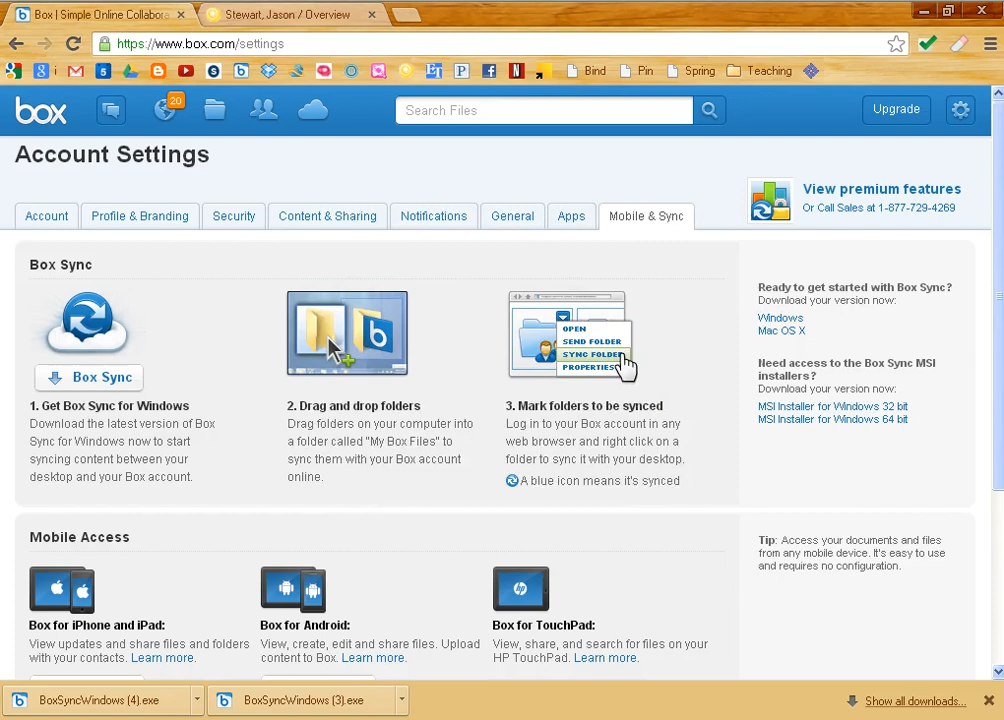 Box | Simple Online Collabora
Stewart, Jason / Overview
https://www.box.com/settings
Bind
Pin
Spring
Teaching
box
20
Search Files
Upgrade
Account Settings
View premium features
Or Call Sales at 1-877-729-4269
Account
Profile & Branding
Security
Content & Sharing
Notifications
General
Apps
Mobile & Sync
Box Sync
OPEN
SEND FOLDER
SYNC FOLDER
PROPERTIES
Box Sync
1. Get Box Sync for Windows
Download the latest version of Box
Sync for Windows now to start
syncing content between your
desktop and your Box account.
2. Drag and drop folders
Drag folders on your computer into
a folder called "My Box Files" to
sync them with your Box account
online.
3. Mark folders to be synced
Log in to your Box account in any
web browser and right click on a
folder to sync it with your desktop.
A blue icon means it's synced
Ready to get started with Box Sync?
Download your version now:
Windows
Mac OS X
Need access to the Box Sync MSI
installers?
Download your version now:
MSI Installer for Windows 32 bit
MSI Installer for Windows 64 bit
Mobile Access
Box for iPhone and iPad:
View updates and share files and folders
with your contacts. Learn more.
Box for Android:
View, create, edit and share files. Upload
content to Box. Learn more.
Box for TouchPad:
View, share, and search for files on your
HP TouchPad. Learn more.
Tip: Access your documents and files
from any mobile device. It's easy to use
and requires no configuration.
BoxSyncWindows (4).exe
BoxSyncWindows (3).exe
Show all downloads...